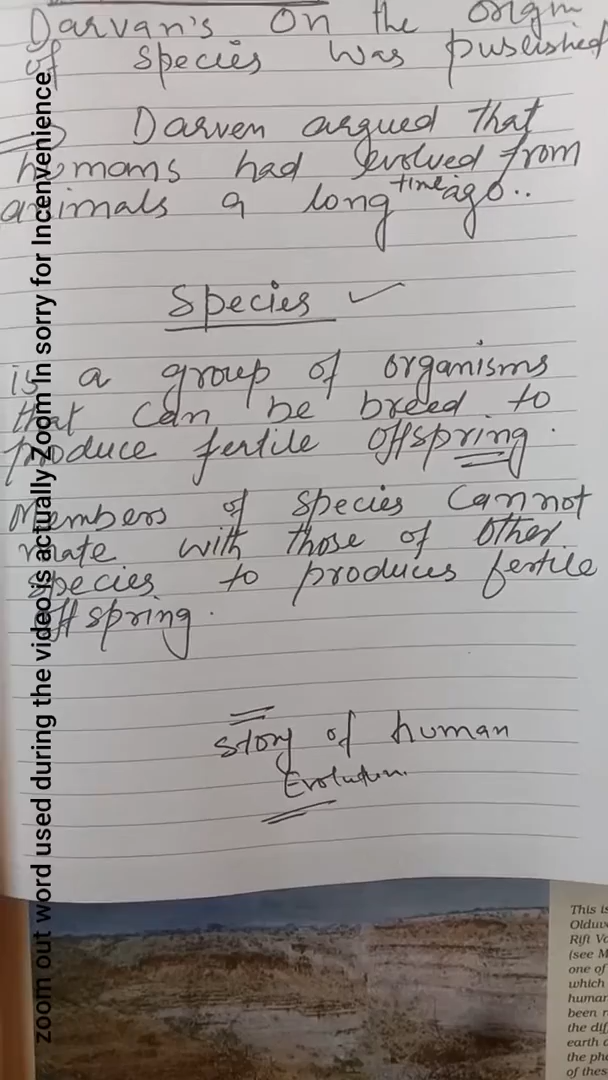 Darvan's On the Origin
of species was published
=> Darven argued that
humoms had evolved from
animals a long time ago..
Species ✓
is a group of organisms
that can be breed to
produce fertile offspring.
Members of species cannot
mate with those of other
species to produces fertile
offspring.
Story of human
Evolution.
zoom out word used during the video is actually Zoom in sorry for Incenvenience
This is
Olduv
Rift Va
(see M
one of
which
human
been r
the dif
earth a
the pho
of thes